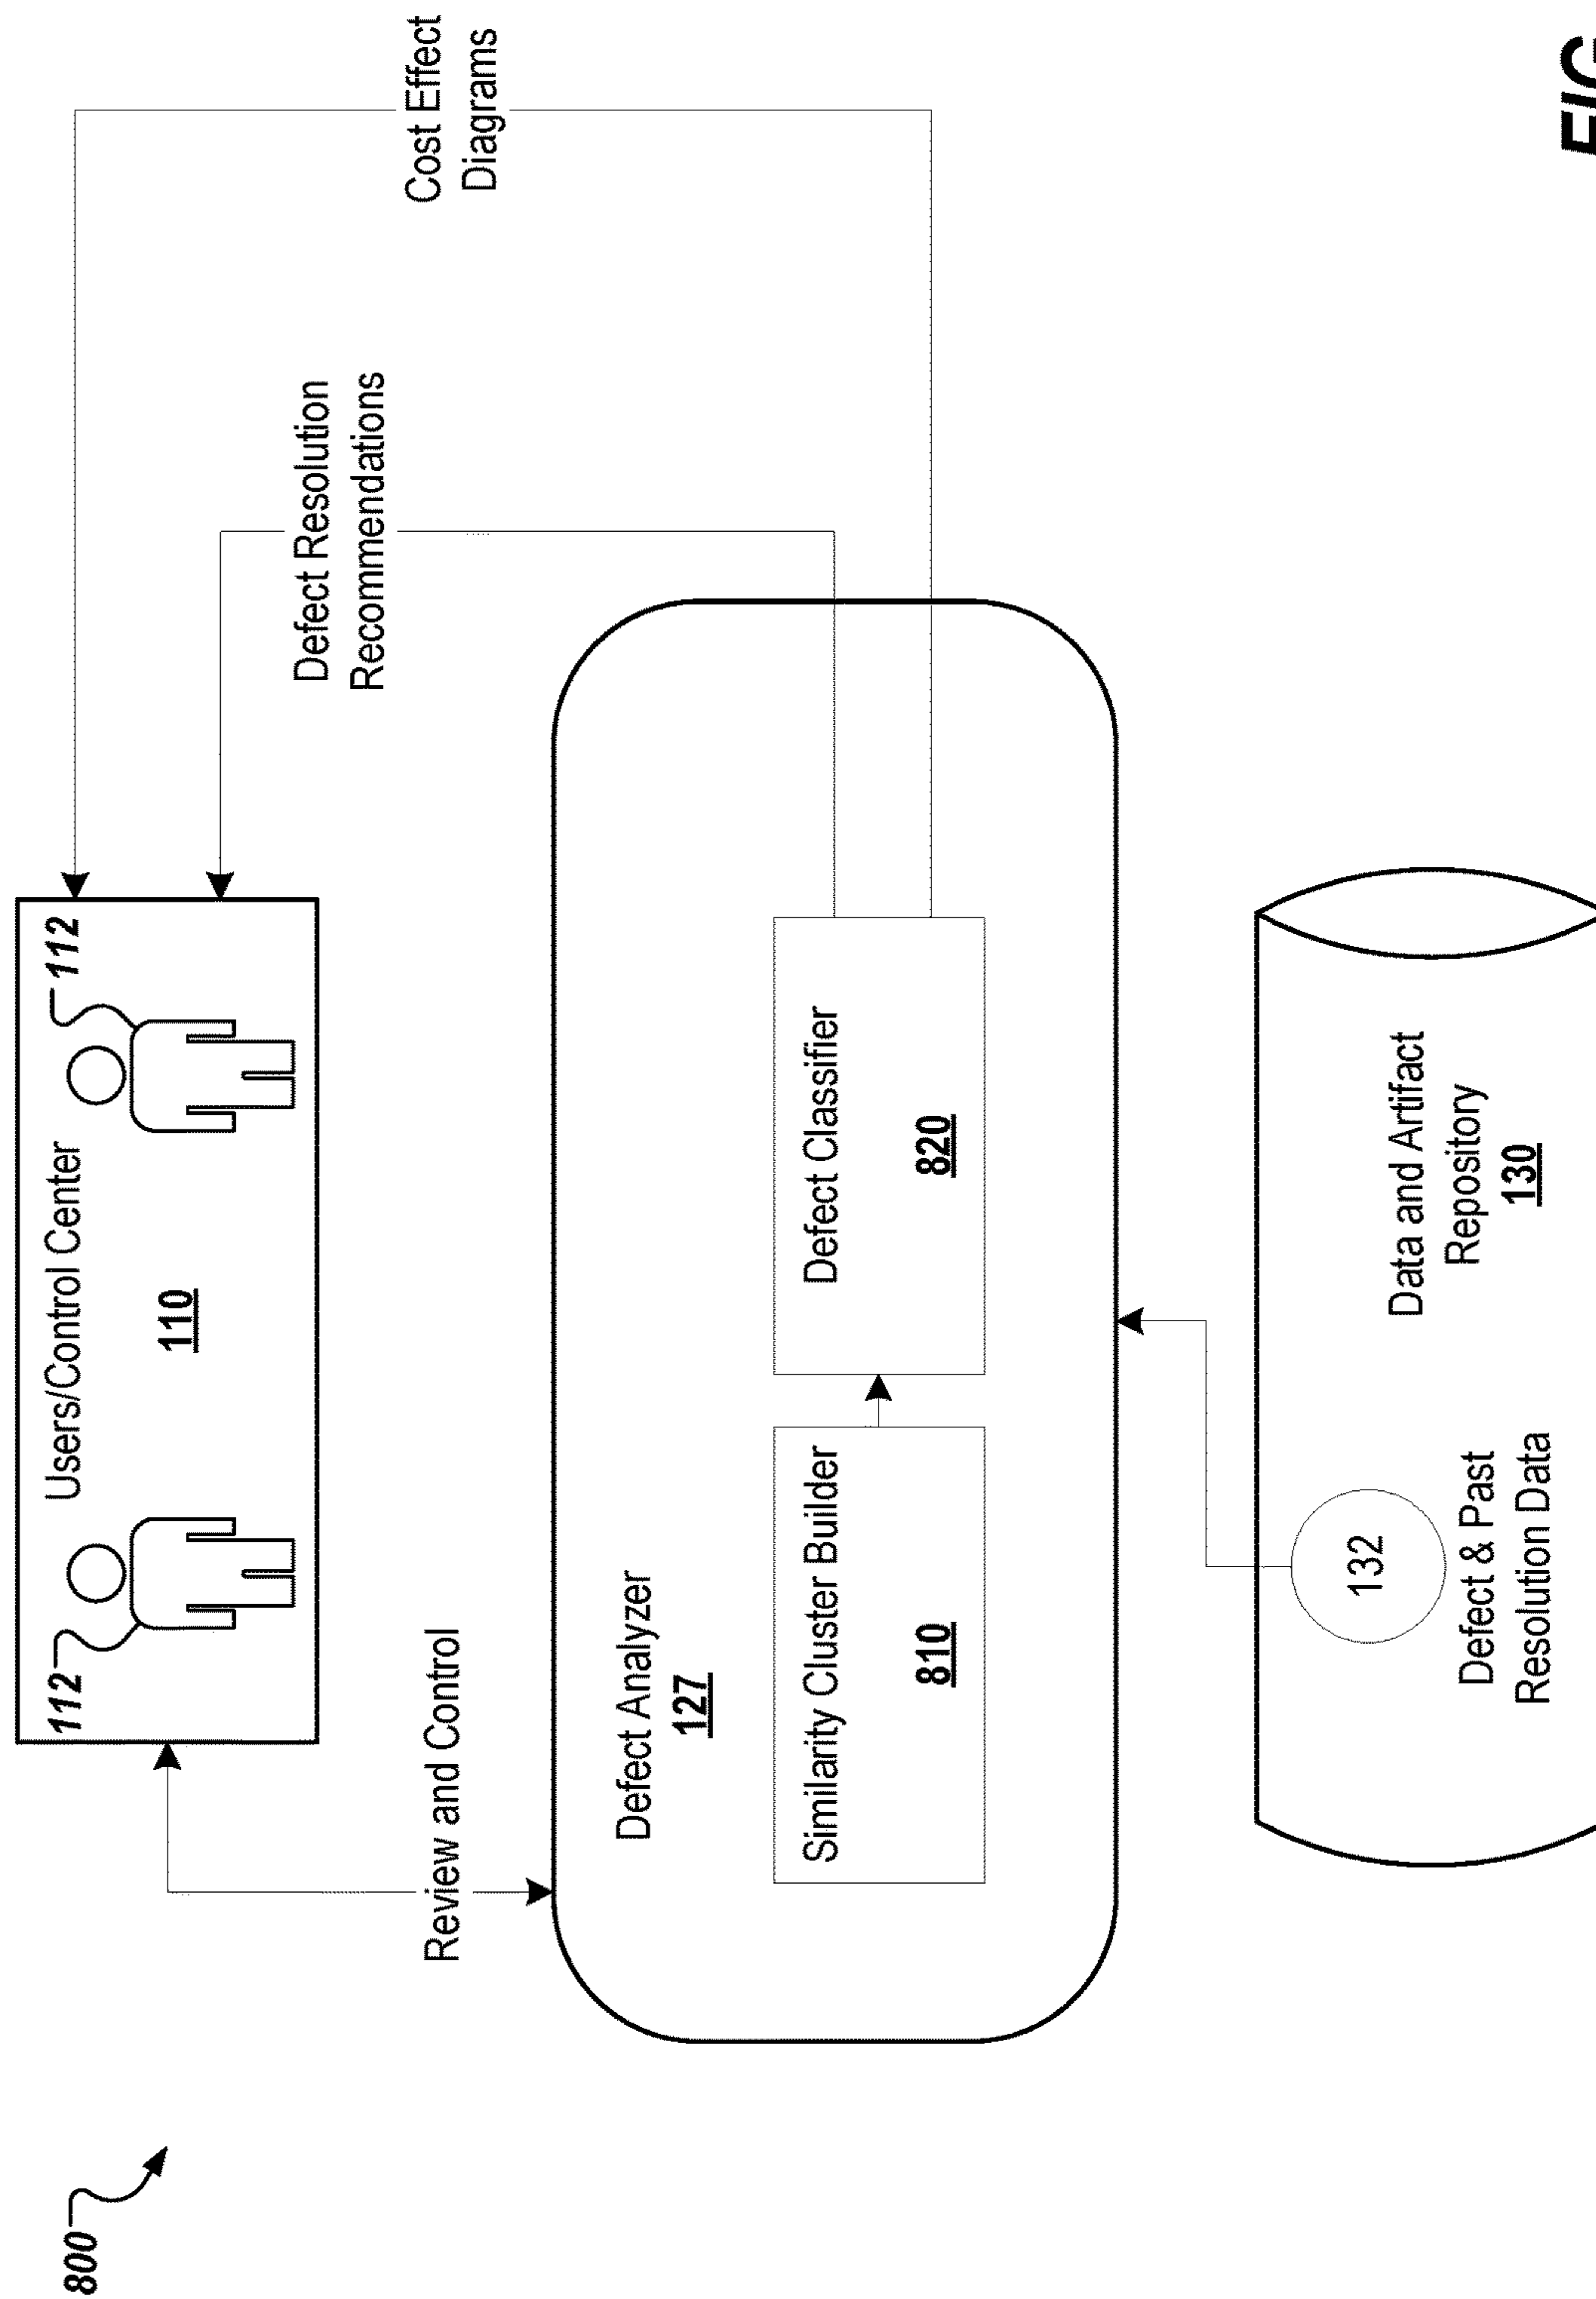 800
Users/Control Center
112
112
110
Review and Control
Defect Resolution
Recommendations
Cost Effect
Diagrams
Defect Analyzer
127
Similarity Cluster Builder
810
Defect Classifier
820
132
Defect & Past
Resolution Data
Data and Artifact
Repository
130
FIG.